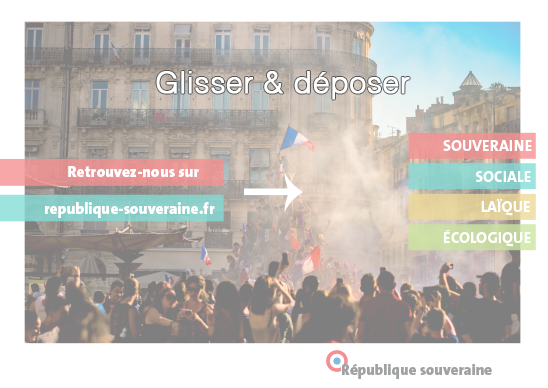 Glisser & déposer
Retrouvez-nous sur
republique-souveraine.fr
SOUVERAINE
SOCIALE
LAÏQUE
ÉCOLOGIQUE
République souveraine